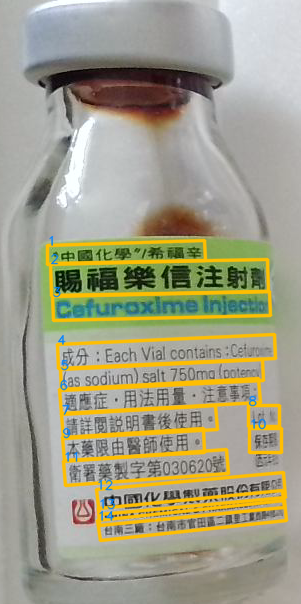 "中國化學"/希福辛
賜福樂信注射劑
Cefuroxime Injection
成分：Each Vial contains：Cefuroxime
(as sodium) salt 750mg (potency)
適應症・用法用量・注意事項
請詳閱說明書後使用。
Lot. N
本藥限由醫師使用。
保存期限
衛署藥製字第030620號
中國化學製藥股份有限
台南三廠：台南市官田區二鎮里工業西路